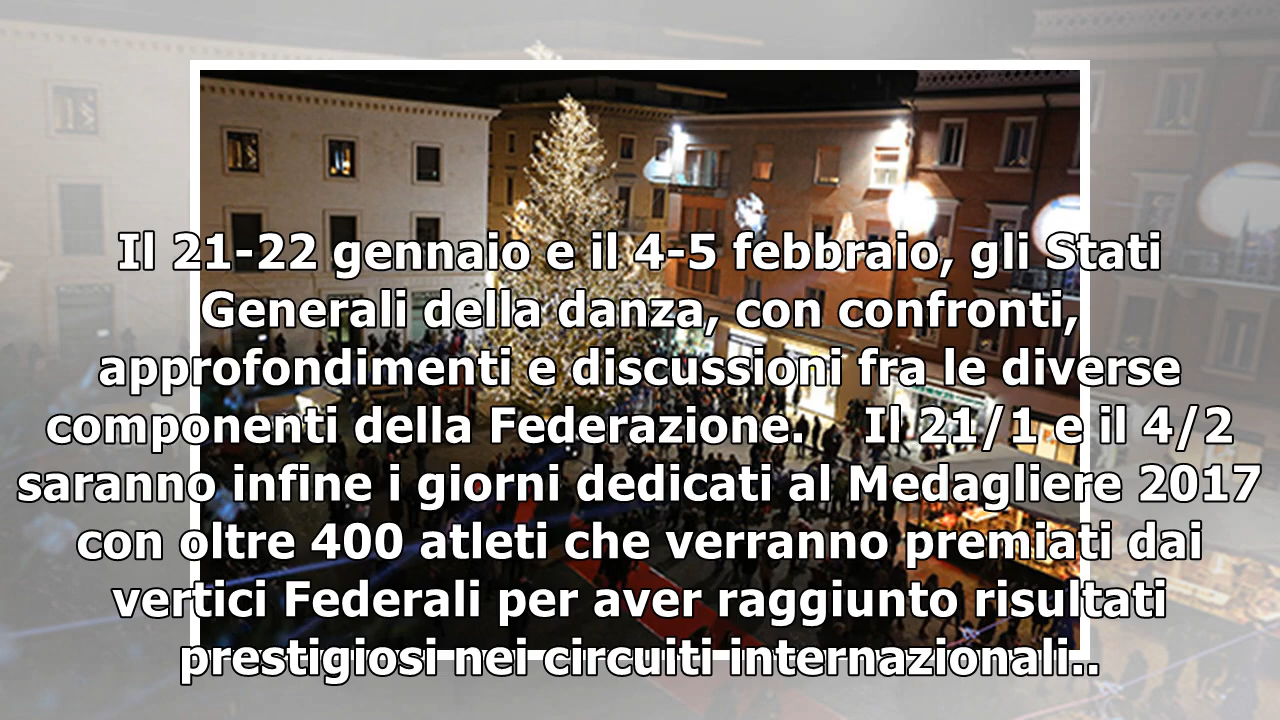 Il 21-22 gennaio e il 4-5 febbraio, gli Stati
Generali della danza, con confronti,
approfondimenti e discussioni fra le diverse
componenti della Federazione.    Il 21/1 e il 4/2
saranno infine i giorni dedicati al Medagliere 2017
con oltre 400 atleti che verranno premiati dai
vertici Federali per aver raggiunto risultati
prestigiosi nei circuiti internazionali..